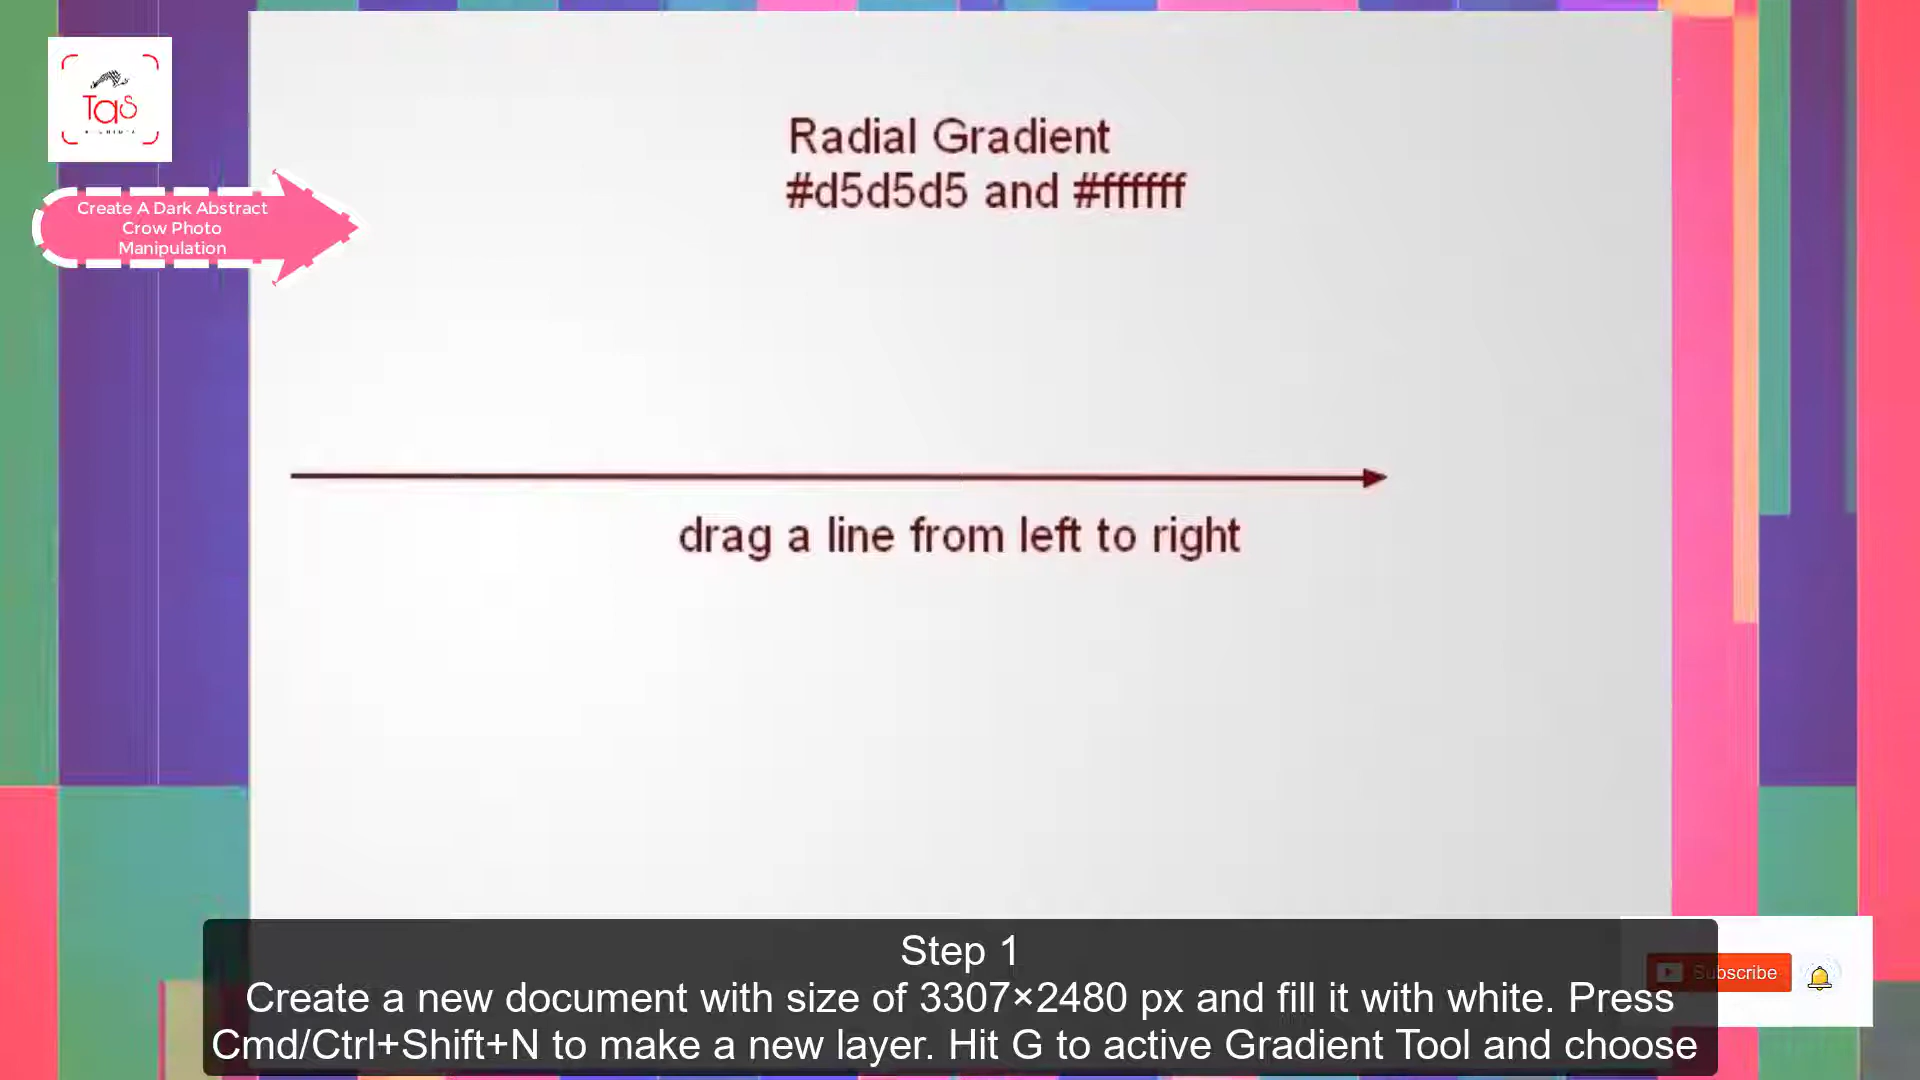 Tas
Create A Dark Abstract
Crow Photo
Manipulation
Radial Gradient
#d5d5d5 and #ffffff
drag a line from left to right
Step 1
Create a new document with size of 3307×2480 px and fill it with white. Press
Cmd/Ctrl+Shift+N to make a new layer. Hit G to active Gradient Tool and choose
Subscribe